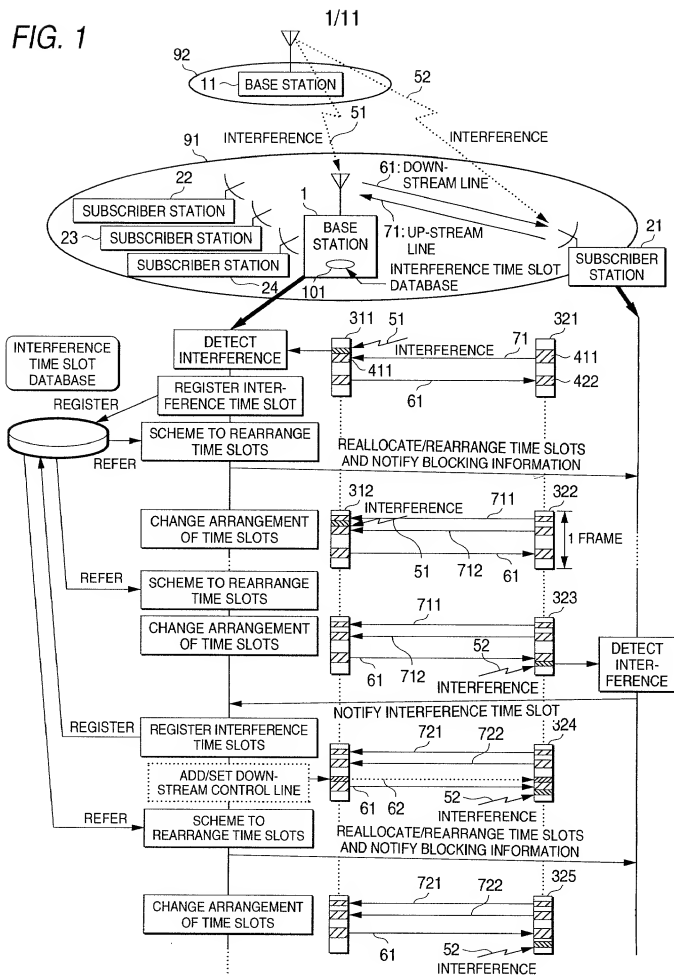 1/11
FIG. 1
92
11
BASE STATION
52
51
INTERFERENCE
INTERFERENCE
91
22
SUBSCRIBER STATION
23
SUBSCRIBER STATION
SUBSCRIBER STATION
24
1
BASE
STATION
101
61: DOWN-
STREAM LINE
71: UP-STREAM
LINE
INTERFERENCE TIME SLOT
DATABASE
21
SUBSCRIBER
STATION
INTERFERENCE
TIME SLOT
DATABASE
DETECT
INTERFERENCE
311
51
INTERFERENCE
71
321
411
411
422
61
REGISTER
REGISTER INTER-
FERENCE TIME SLOT
REFER
SCHEME TO REARRANGE
TIME SLOTS
REALLOCATE/REARRANGE TIME SLOTS
AND NOTIFY BLOCKING INFORMATION
312
INTERFERENCE
711
322
CHANGE ARRANGEMENT
OF TIME SLOTS
51
712
61
1 FRAME
REFER
SCHEME TO REARRANGE
TIME SLOTS
323
711
CHANGE ARRANGEMENT
OF TIME SLOTS
712
61
52
INTERFERENCE
DETECT
INTER-
FERENCE
NOTIFY INTERFERENCE TIME SLOT
REGISTER
REGISTER INTERFERENCE
TIME SLOTS
721
722
324
ADD/SET DOWN-
STREAM CONTROL LINE
61
62
52
INTERFERENCE
REFER
SCHEME TO
REARRANGE TIME SLOTS
REALLOCATE/REARRANGE TIME SLOTS
AND NOTIFY BLOCKING INFORMATION
721
722
325
CHANGE ARRANGEMENT
OF TIME SLOTS
61
52
INTERFERENCE